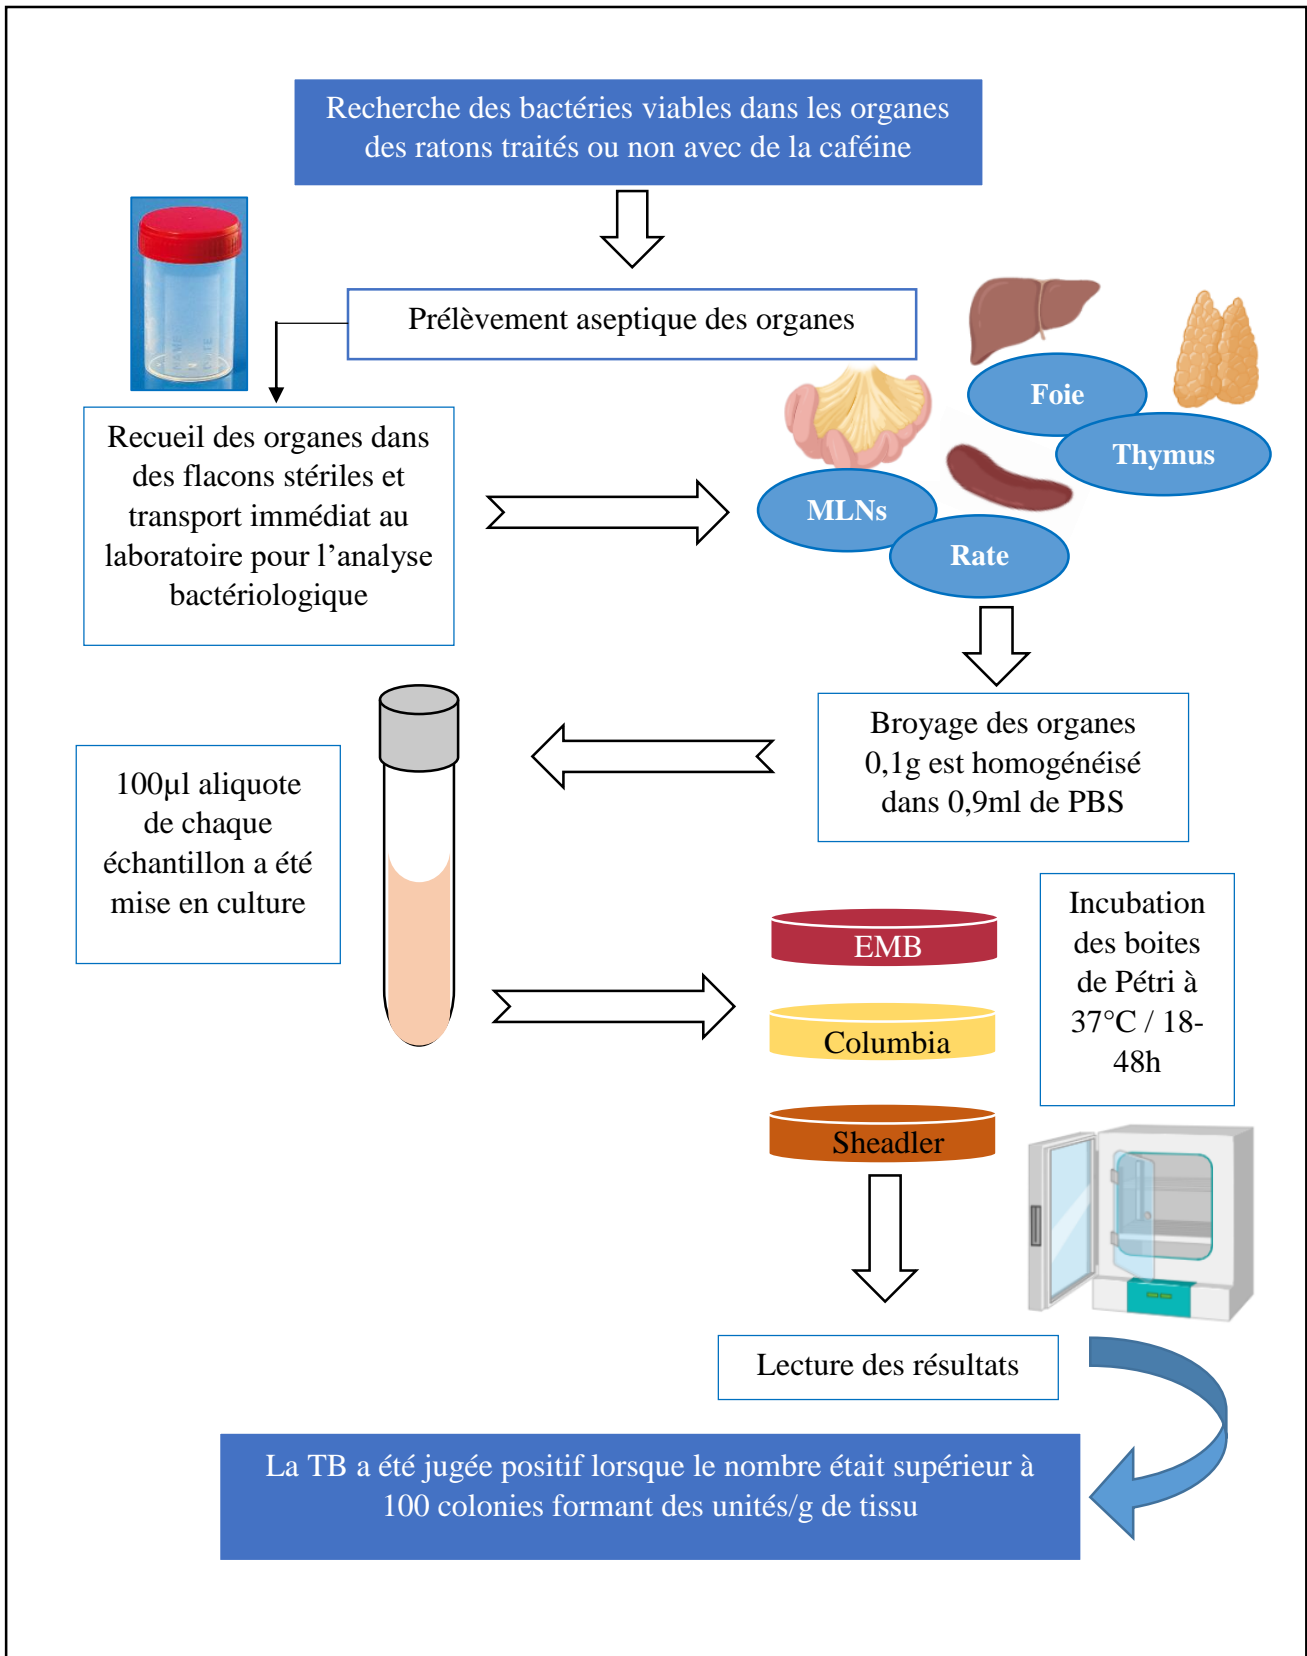 Recherche des bactéries viables dans les organes
des ratons traités ou non avec de la caféine
Prélèvement aseptique des organes
Recueil des organes dans
des flacons stériles et
transport immédiat au
laboratoire pour l’analyse
bactériologique
Foie
Thymus
MLNs
Rate
Broyage des organes
0,1g est homogénéisé
dans 0,9ml de PBS
100µl aliquote
de chaque
échantillon a été
mise en culture
EMB
Columbia
Sheadler
Incubation
des boites
de Pétri à
37°C / 18-
48h
Lecture des résultats
La TB a été jugée positif lorsque le nombre était supérieur à
100 colonies formant des unités/g de tissu